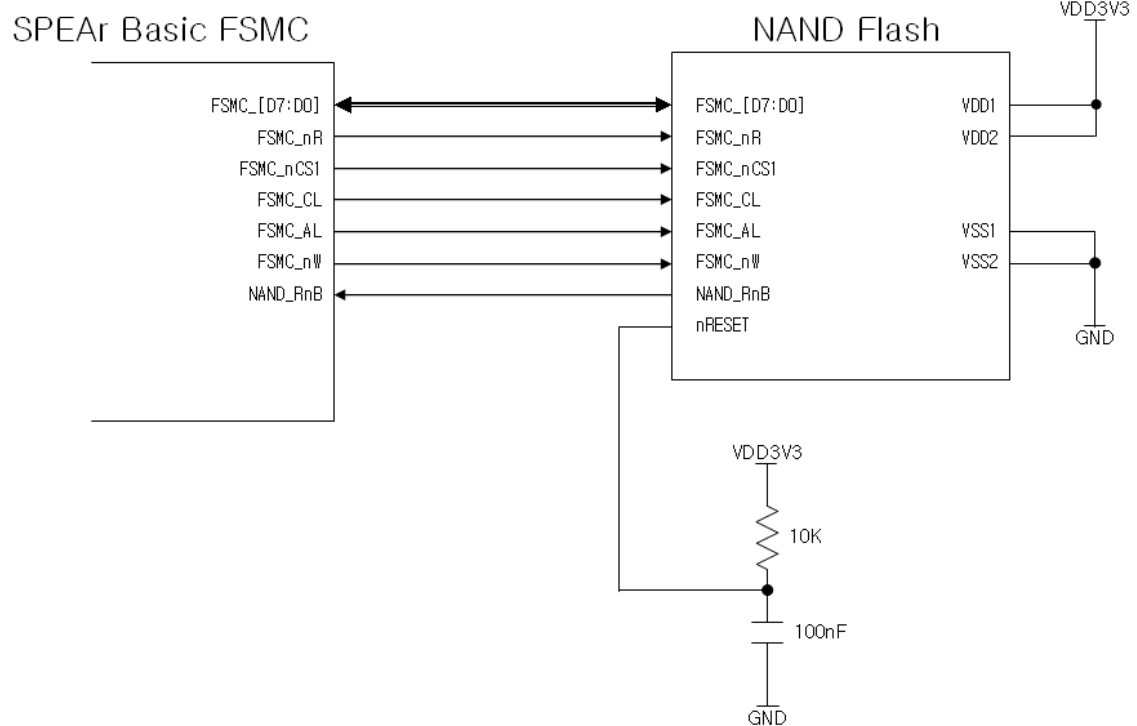 SPEAr Basic FSMC
NAND Flash
VDD3V3
FSMC_[D7:D0]
FSMC_nR
FSMC_nCS1
FSMC_CL
FSMC_AL
FSMC_nW
NAND_RnB
FSMC_[D7:D0]
FSMC_nR
FSMC_nCS1
FSMC_CL
FSMC_AL
FSMC_nW
NAND_RnB
nRESET
VDD1
VDD2
VSS1
VSS2
GND
VDD3V3
10K
100nF
GND